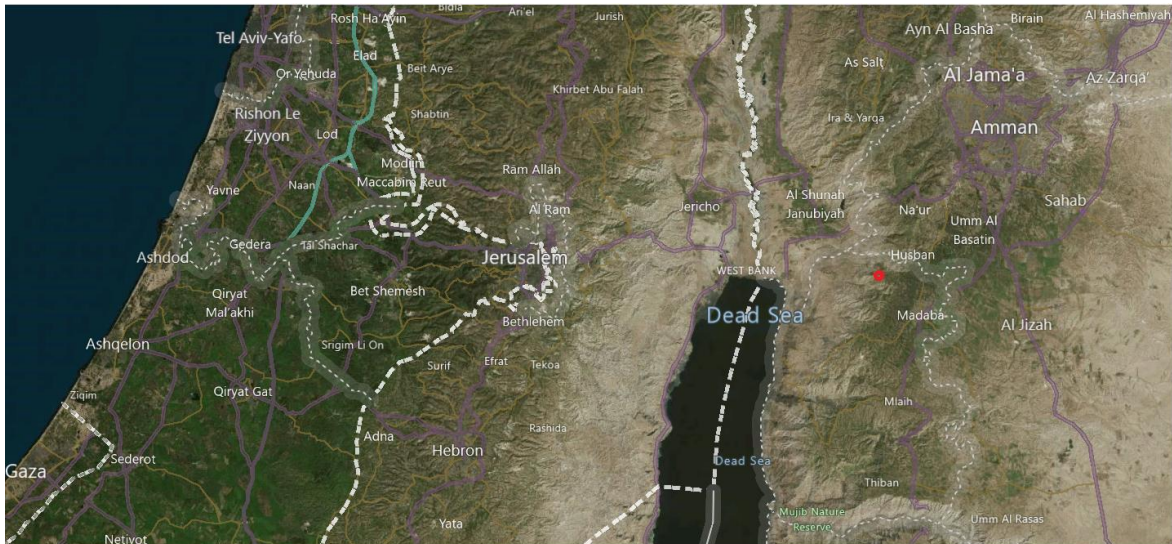 Rosh Ha'Ayin
Bidia
Ari'el
Jurish
Birain
Al Hashemiyah
Tel Aviv-Yafo
Ayn Al Basha
Elad
Beit Arye
As Salt
Or Yehuda
Khirbet Abu Falah
Al Jama'a
Az Zarqa'
Rishon Le
Ziyyon
Shabtin
Ira & Yarqa
Lod
Amman
Modiin
Maccabim Reut
Ram Allāh
Yavne
Naan
Al Ram
Jericho
Al Shunah
Janubiyah
Na'ur
Sahab
Umm Al
Basatin
Ashdod
Gedera
Tal Shachar
Jerusalem
Husban
WEST BANK
Qiryat
Mal'akhi
Bet Shemesh
Dead Sea
Madaba
Al Jizah
Bethlehem
Ashqelon
Srigim Li On
Surif
Efrat
Tekoa
Ziqim
Qiryat Gat
Mlaih
Rashida
Adna
Hebron
Sederot
Gaza
Dead Sea
Thiban
Mujib Nature
Reserve
Umm Al Rasas
Yata
Netivot